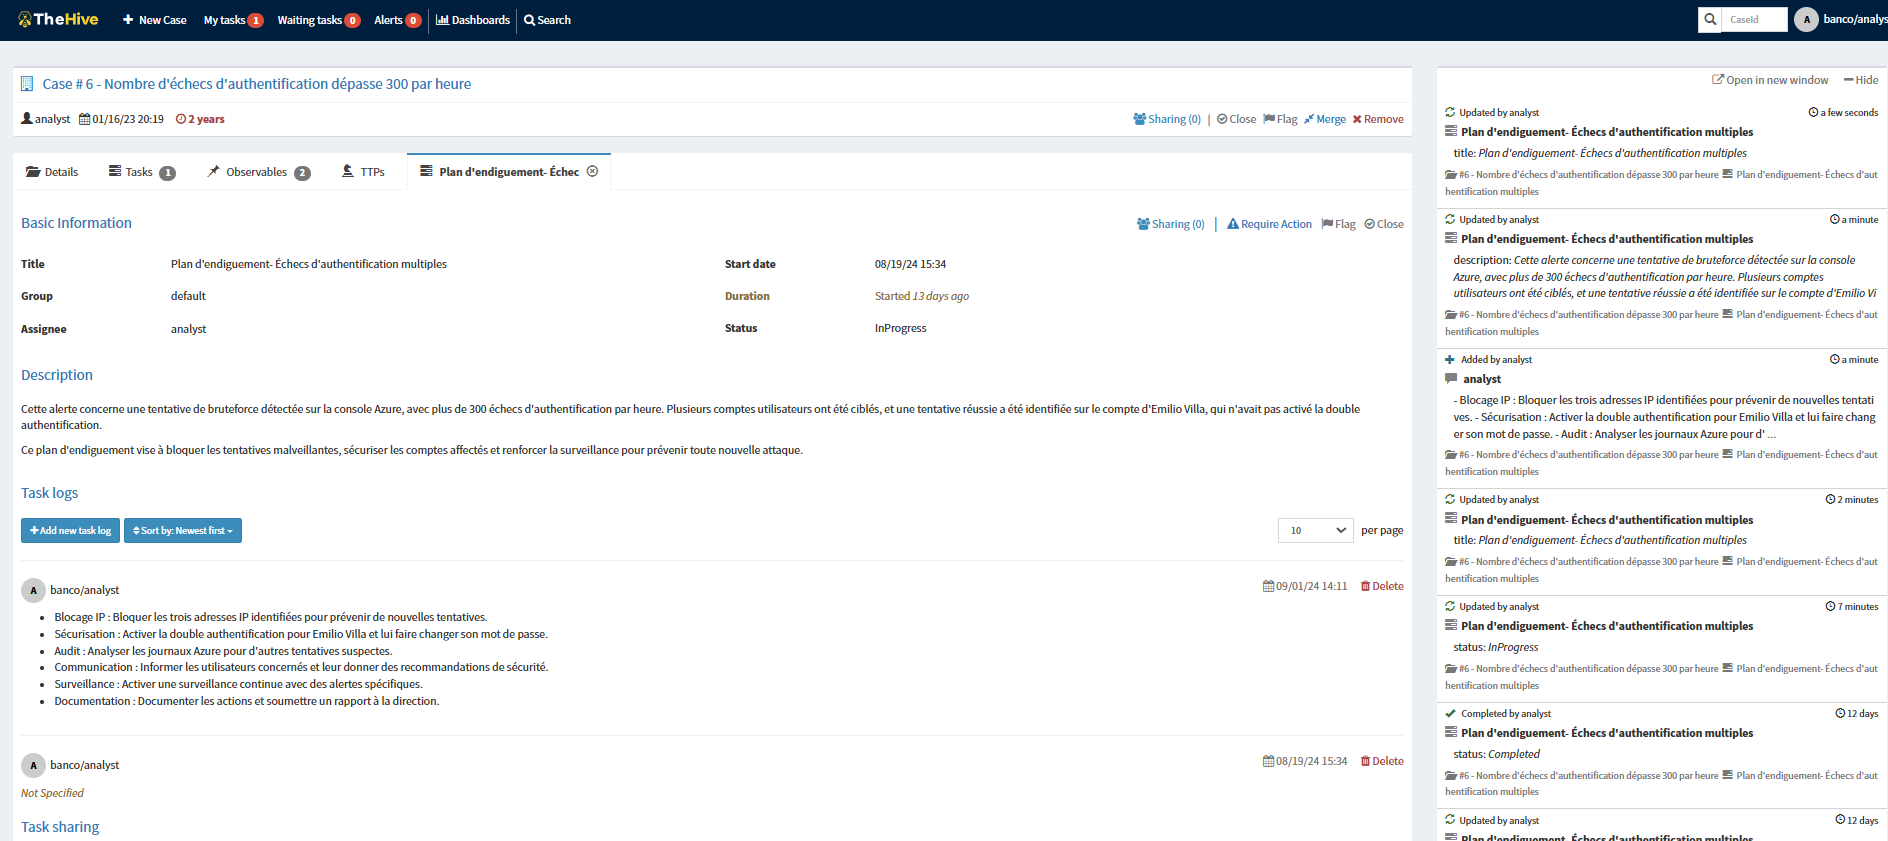 TheHive
New Case
My tasks 1
Waiting tasks 0
Alerts 0
Dashboards
Search
CaseId
A
banco/analys
Case # 6 - Nombre d'échecs d'authentification dépasse 300 par heure
analyst 01/16/23 20:19 2 years
Sharing (0) | Close Flag Merge Remove
Details
Tasks 1
Observables 2
TTPs
Plan d'endiguement- Échec
Basic Information
Sharing (0) | Require Action Flag Close
Title Plan d'endiguement- Échecs d'authentification multiples
Start date 08/19/24 15:34
Group default
Duration Started 13 days ago
Assignee analyst
Status InProgress
Description
Cette alerte concerne une tentative de bruteforce détectée sur la console Azure, avec plus de 300 échecs d'authentification par heure. Plusieurs comptes utilisateurs ont été ciblés, et une tentative réussie a été identifiée sur le compte d'Emilio Villa, qui n'avait pas activé la double
authentification.
Ce plan d'endiguement vise à bloquer les tentatives malveillantes, sécuriser les comptes affectés et renforcer la surveillance pour prévenir toute nouvelle attaque.
Task logs
Add new task log
Sort by: Newest first
10 per page
A banco/analyst
09/01/24 14:11 Delete
• Blocage IP : Bloquer les trois adresses IP identifiées pour prévenir de nouvelles tentatives.
• Sécurisation : Activer la double authentification pour Emilio Villa et lui faire changer son mot de passe.
• Audit : Analyser les journaux Azure pour d'autres tentatives suspectes.
• Communication : Informer les utilisateurs concernés et leur donner des recommandations de sécurité.
• Surveillance : Activer une surveillance continue avec des alertes spécifiques.
• Documentation : Documenter les actions et soumettre un rapport à la direction.
A banco/analyst
08/19/24 15:34 Delete
Not Specified
Task sharing
Open in new window
Hide
Updated by analyst a few seconds
Plan d'endiguement- Échecs d'authentification multiples
title: Plan d'endiguement- Échecs d'authentification multiples
#6 - Nombre d'échecs d'authentification dépasse 300 par heure Plan d'endiguement- Échecs d'aut
hentification multiples
Updated by analyst a minute
Plan d'endiguement- Échecs d'authentification multiples
description: Cette alerte concerne une tentative de bruteforce détectée sur la console
Azure, avec plus de 300 échecs d'authentification par heure. Plusieurs comptes
utilisateurs ont été ciblés, et une tentative réussie a été identifiée sur le compte d'Emilio Vi
#6 - Nombre d'échecs d'authentification dépasse 300 par heure Plan d'endiguement- Échecs d'aut
hentification multiples
Added by analyst a minute
analyst
- Blocage IP : Bloquer les trois adresses IP identifiées pour prévenir de nouvelles tentati
ves. - Sécurisation : Activer la double authentification pour Emilio Villa et lui faire chang
er son mot de passe. - Audit : Analyser les journaux Azure pour d' ...
#6 - Nombre d'échecs d'authentification dépasse 300 par heure Plan d'endiguement- Échecs d'aut
hentification multiples
Updated by analyst 2 minutes
Plan d'endiguement- Échecs d'authentification multiples
title: Plan d'endiguement- Échecs d'authentification multiples
#6 - Nombre d'échecs d'authentification dépasse 300 par heure Plan d'endiguement- Échecs d'aut
hentification multiples
Updated by analyst 7 minutes
Plan d'endiguement- Échecs d'authentification multiples
status: InProgress
#6 - Nombre d'échecs d'authentification dépasse 300 par heure Plan d'endiguement- Échecs d'aut
hentification multiples
Completed by analyst 12 days
Plan d'endiguement- Échecs d'authentification multiples
status: Completed
#6 - Nombre d'échecs d'authentification dépasse 300 par heure Plan d'endiguement- Échecs d'aut
hentification multiples
Updated by analyst 12 days
Plan d'endiguement- Échecs d'authentification multiples